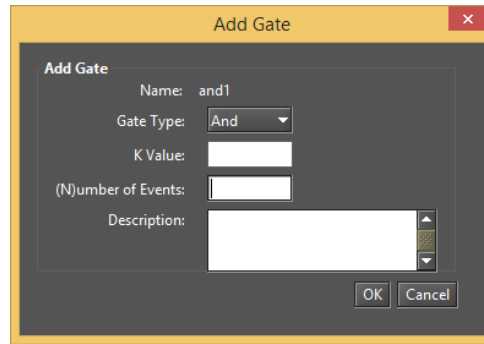 Add Gate
Add Gate
Name: and1
Gate Type: And
K Value:
(N)umber of Events:
Description:
OK Cancel